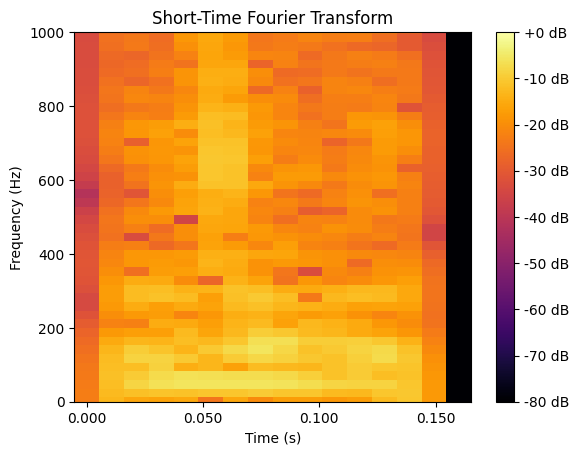 Short-Time Fourier Transform
1000
800
600
400
200
0
Frequency (Hz)
0.000
0.050
0.100
0.150
Time (s)
+0 dB
-10 dB
-20 dB
-30 dB
-40 dB
-50 dB
-60 dB
-70 dB
-80 dB